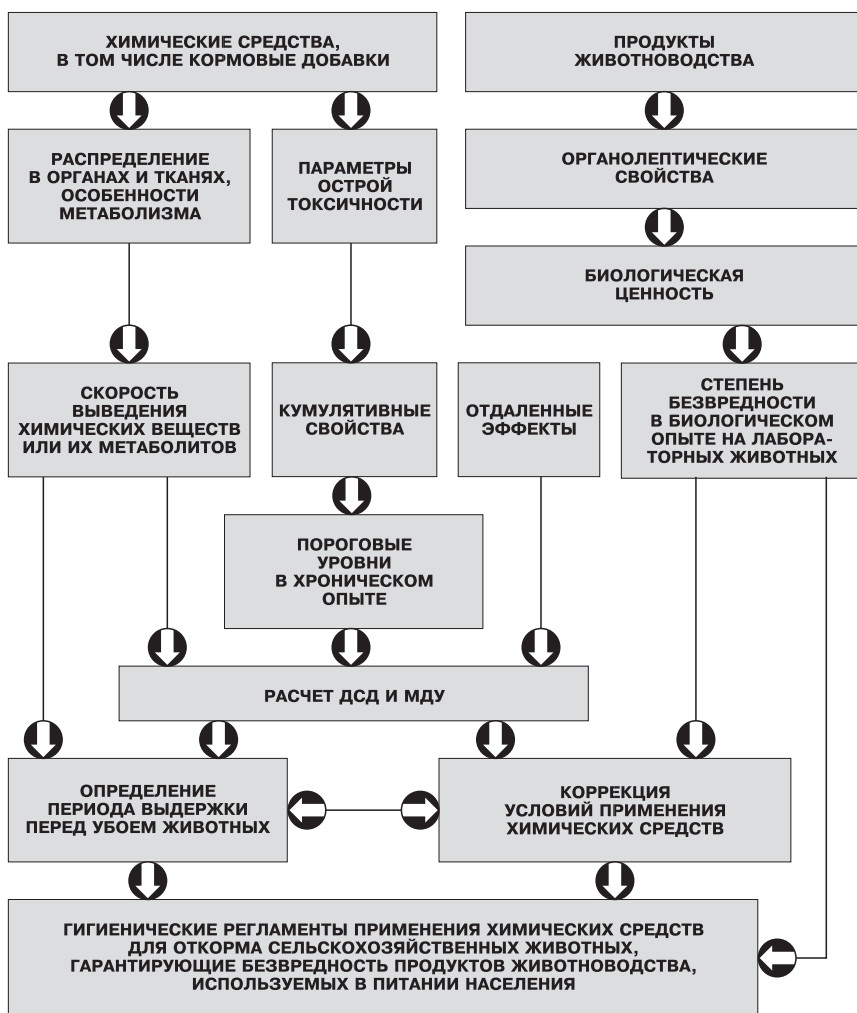 ХИМИЧЕСКИЕ СРЕДСТВА,
В ТОМ ЧИСЛЕ КОРМОВЫЕ ДОБАВКИ
ПРОДУКТЫ
ЖИВОТНОВОДСТВА
РАСПРЕДЕЛЕНИЕ
В ОРГАНАХ И ТКАНЯХ,
ОСОБЕННОСТИ
МЕТАБОЛИЗМА
ПАРАМЕТРЫ
ОСТРОЙ
ТОКСИЧНОСТИ
ОРГАНОЛЕПТИЧЕСКИЕ
СВОЙСТВА
БИОЛОГИЧЕСКАЯ
ЦЕННОСТЬ
СКОРОСТЬ
ВЫВЕДЕНИЯ
ХИМИЧЕСКИХ ВЕЩЕСТВ
ИЛИ ИХ МЕТАБОЛИТОВ
КУМУЛЯТИВНЫЕ
СВОЙСТВА
ОТДАЛЕННЫЕ
ЭФФЕКТЫ
СТЕПЕНЬ
БЕЗВРЕДНОСТИ
В БИОЛОГИЧЕСКОМ
ОПЫТЕ НА ЛАБОРА-
ТОРНЫХ ЖИВОТНЫХ
ПОРОГОВЫЕ
УРОВНИ
В ХРОНИЧЕСКОМ
ОПЫТЕ
РАСЧЕТ ДСД И МДУ
ОПРЕДЕЛЕНИЕ
ПЕРИОДА ВЫДЕРЖКИ
ПЕРЕД УБОЕМ ЖИВОТНЫХ
КОРРЕКЦИЯ
УСЛОВИЙ ПРИМЕНЕНИЯ
ХИМИЧЕСКИХ СРЕДСТВ
ГИГИЕНИЧЕСКИЕ РЕГЛАМЕНТЫ ПРИМЕНЕНИЯ ХИМИЧЕСКИХ СРЕДСТВ
ДЛЯ ОТКОРМА СЕЛЬСКОХОЗЯЙСТВЕННЫХ ЖИВОТНЫХ,
ГАРАНТИРУЮЩИЕ БЕЗВРЕДНОСТЬ ПРОДУКТОВ ЖИВОТНОВОДСТВА,
ИСПОЛЬЗУЕМЫХ В ПИТАНИИ НАСЕЛЕНИЯ